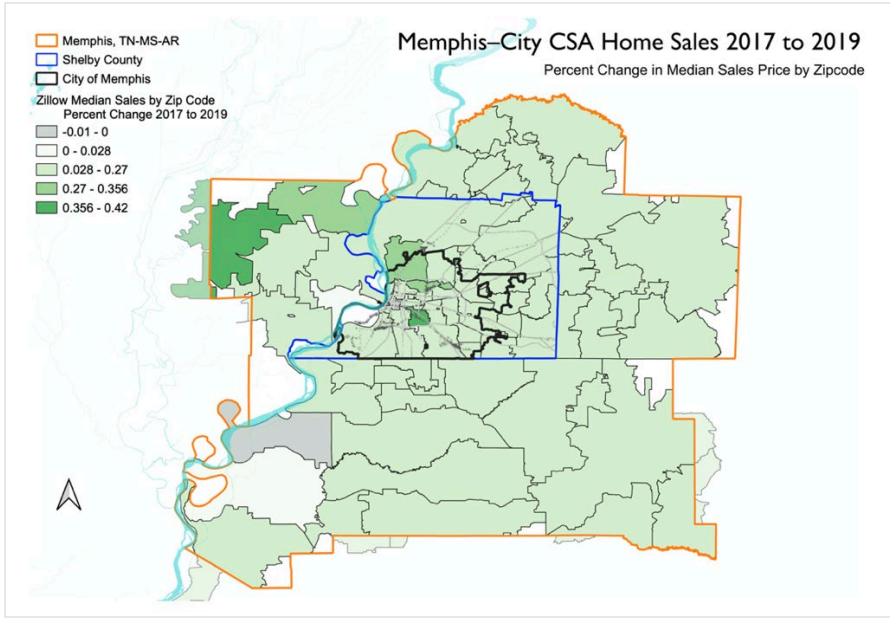 Memphis–City CSA Home Sales 2017 to 2019
Percent Change in Median Sales Price by Zipcode
Memphis, TN-MS-AR
Shelby County
City of Memphis
Zillow Median Sales by Zip Code
Percent Change 2017 to 2019
-0.01 - 0
0 - 0.028
0.028 - 0.27
0.27 - 0.356
0.356 - 0.42